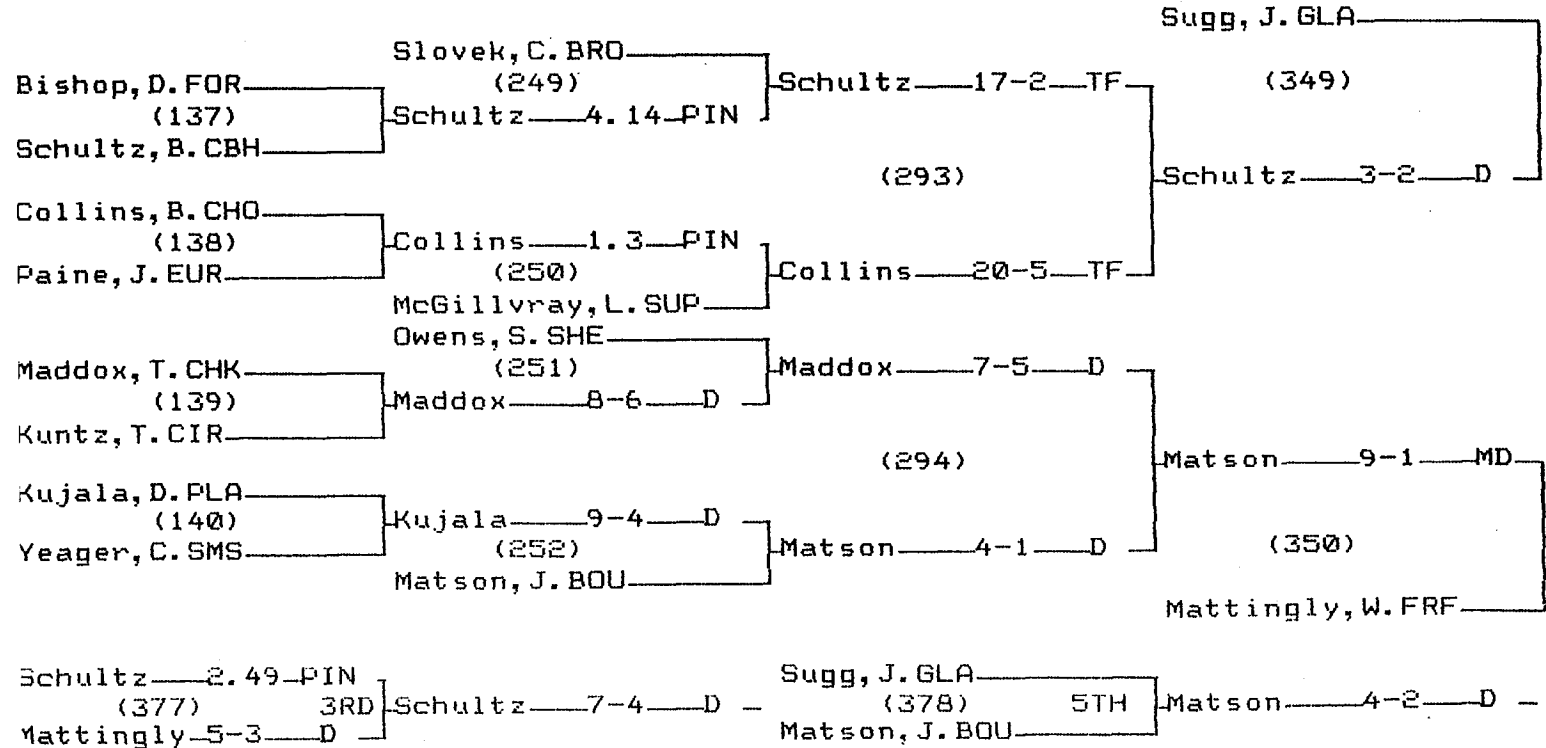 Sugg, J. GLA
Slovek, C. BRO
Bishop, D. FOR (249) Schultz 17-2 TF (349)
(137) Schultz 4.14 PIN
Schultz, B. CBH
(293) Schultz 3-2 D
Collins, B. CHO
(138) Collins 1.3 PIN
Paine, J. EUR (250) Collins 20-5 TF
McGillvray, L. SUP
Owens, S. SHE
Maddox, T. CHK (251) Maddox 7-5 D
(139) Maddox 8-6 D
Kuntz, T. CIR
(294) Matson 9-1 MD
Kujala, D. PLA
(140) Kujala 9-4 D
Yeager, C. SMS (252) Matson 4-1 D (350)
Matson, J. BOU
Mattingly, W. FRF
Schultz 2.49 PIN Sugg, J. GLA
(377) 3RD Schultz 7-4 D (378) 5TH Matson 4-2 D
Mattingly 5-3 D Matson, J. BOU